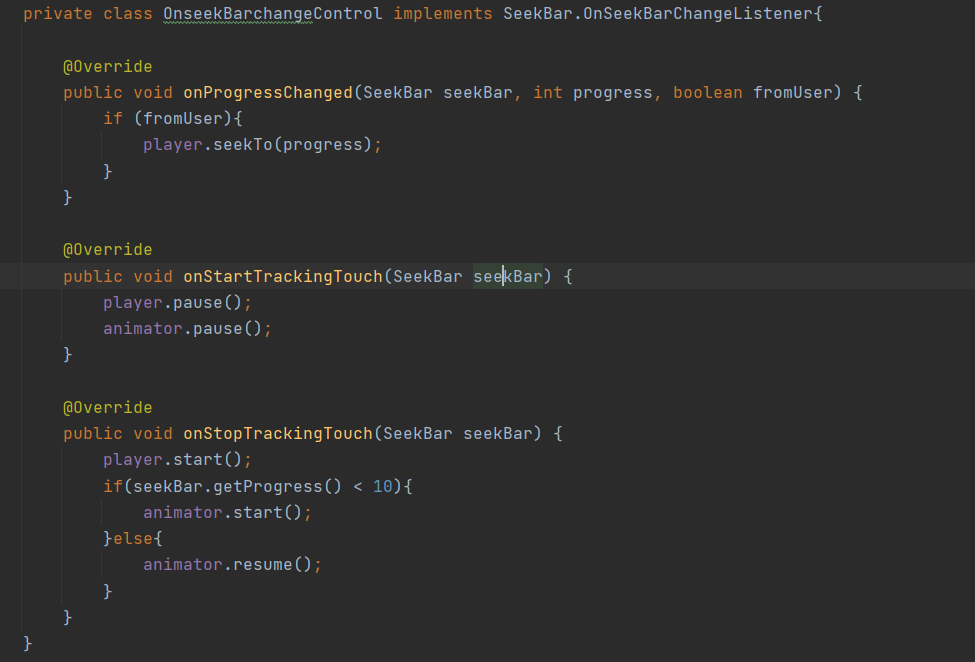 private class OnseekBarchangeControl implements SeekBar.OnSeekBarChangeListener{
@Override
public void onProgressChanged(SeekBar seekBar, int progress, boolean fromUser) {
if (fromUser){
player.seekTo(progress);
}
}
@Override
public void onStartTrackingTouch(SeekBar seekBar) {
player.pause();
animator.pause();
}
@Override
public void onStopTrackingTouch(SeekBar seekBar) {
player.start();
if(seekBar.getProgress() < 10){
animator.start();
}else{
animator.resume();
}
}
}